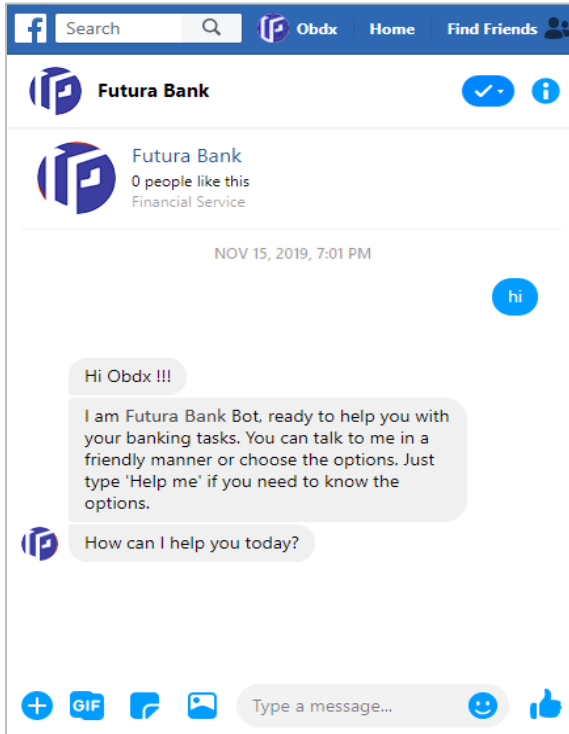 f Search Obdx Home Find Friends
Futura Bank
Futura Bank
0 people like this
Financial Service
NOV 15, 2019, 7:01 PM
hi
Hi Obdx !!!
I am Futura Bank Bot, ready to help you with
your banking tasks. You can talk to me in a
friendly manner or choose the options. Just
type 'Help me' if you need to know the
options.
How can I help you today?
GIF Type a message...